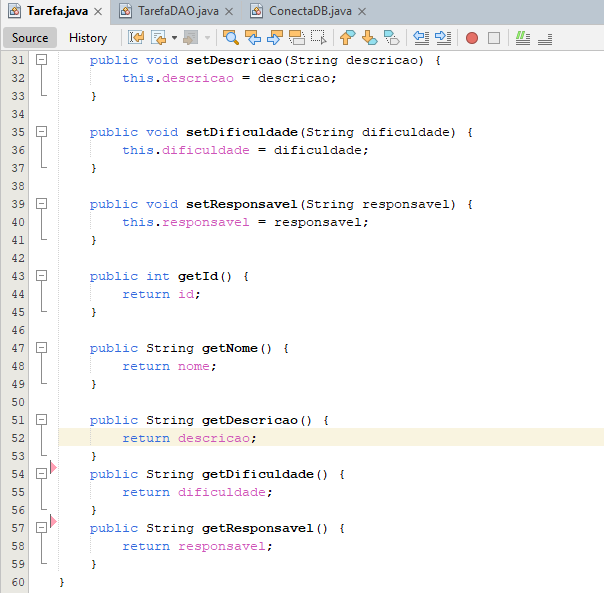 Tarefa.java TarefaDAO.java ConectaDB.java
Source History
31 public void setDescricao(String descricao) {
32 this.descricao = descricao;
33 }
34
35 public void setDificuldade(String dificuldade) {
36 this.dificuldade = dificuldade;
37 }
38
39 public void setResponsavel(String responsavel) {
40 this.responsavel = responsavel;
41 }
42
43 public int getId() {
44 return id;
45 }
46
47 public String getNome() {
48 return nome;
49 }
50
51 public String getDescricao() {
52 return descricao;
53 }
54 public String getDificuldade() {
55 return dificuldade;
56 }
57 public String getResponsavel() {
58 return responsavel;
59 }
60 }